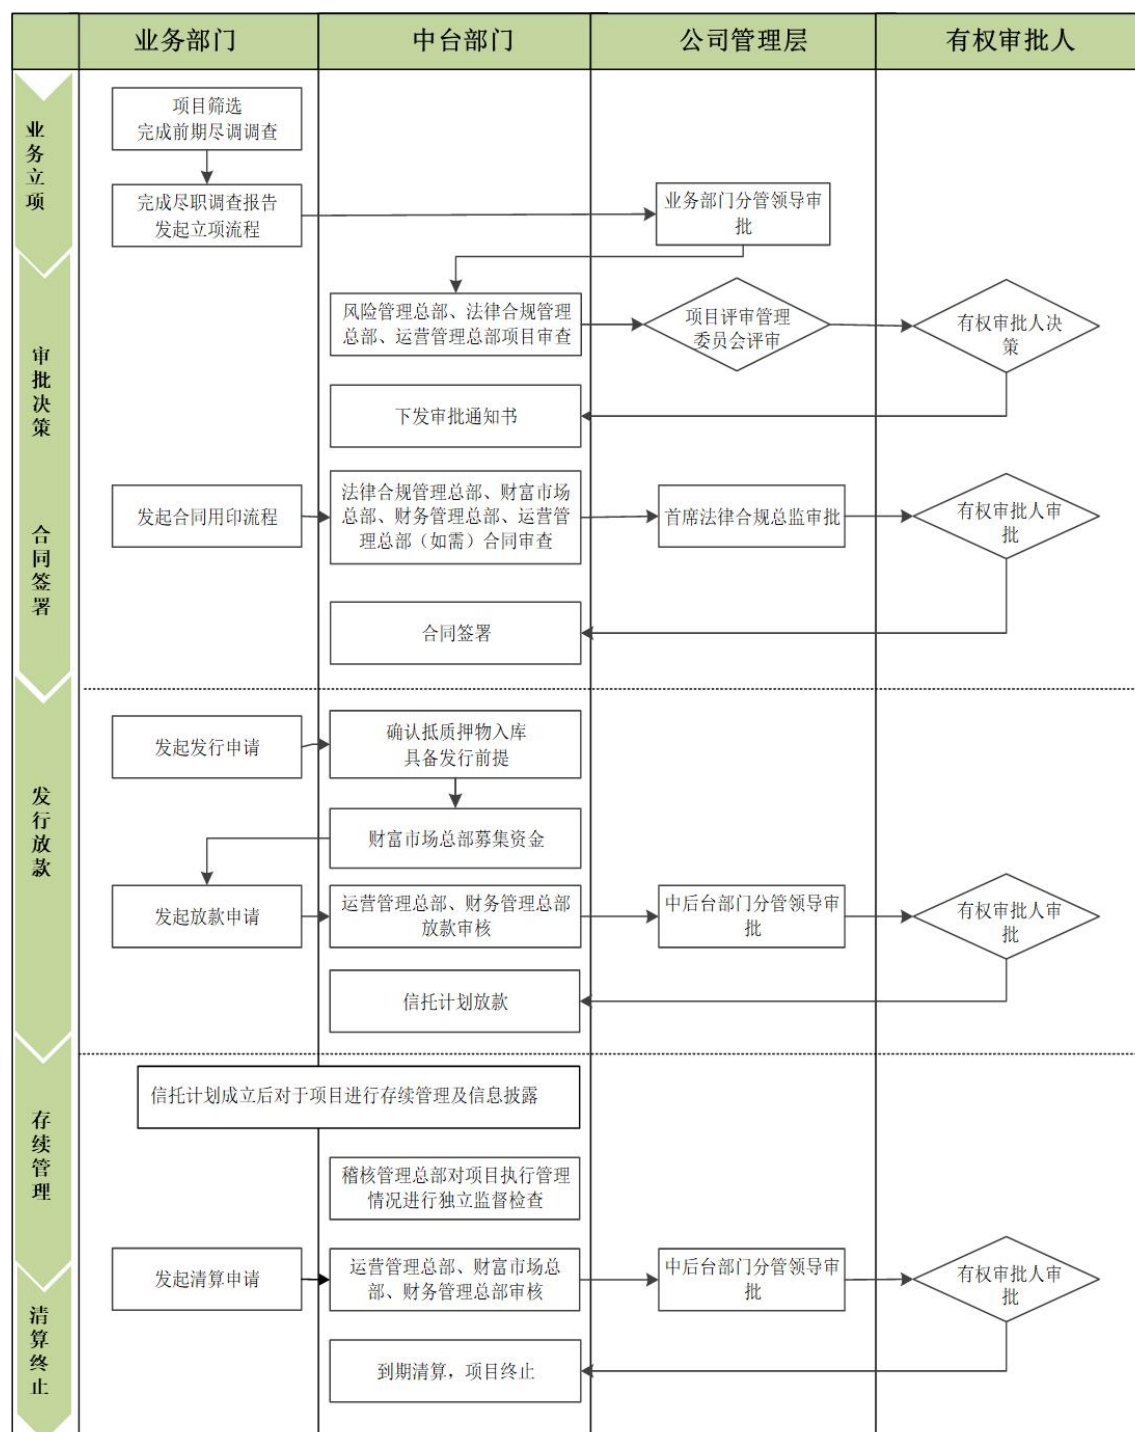 业务部门
中台部门
公司管理层
有权审批人
业务立项
项目筛选
完成前期尽调调查
完成尽职调查报告
发起立项流程
业务部门分管领导审
批
审批决策
风险管理总部、法律合规管理
总部、运营管理总部项目审查
项目评审管理
委员会评审
有权审批人决
策
下发审批通知书
合同签署
发起合同用印流程
法律合规管理总部、财富市场
总部、财务管理总部、运营管
理总部（如需）合同审查
首席法律合规总监审批
有权审批人审
批
合同签署
发行放款
发起发行申请
确认抵质押物入库
具备发行前提
财富市场总部募集资金
发起放款申请
运营管理总部、财务管理总部
放款审核
中后台部门分管领导审
批
有权审批人审
批
信托计划放款
存续管理
信托计划成立后对于项目进行存续管理及信息披露
稽核管理总部对项目执行管理
情况进行独立监督检查
清算终止
发起清算申请
运营管理总部、财富市场总
部、财务管理总部审核
中后台部门分管领导审
批
有权审批人审
批
到期清算，项目终止